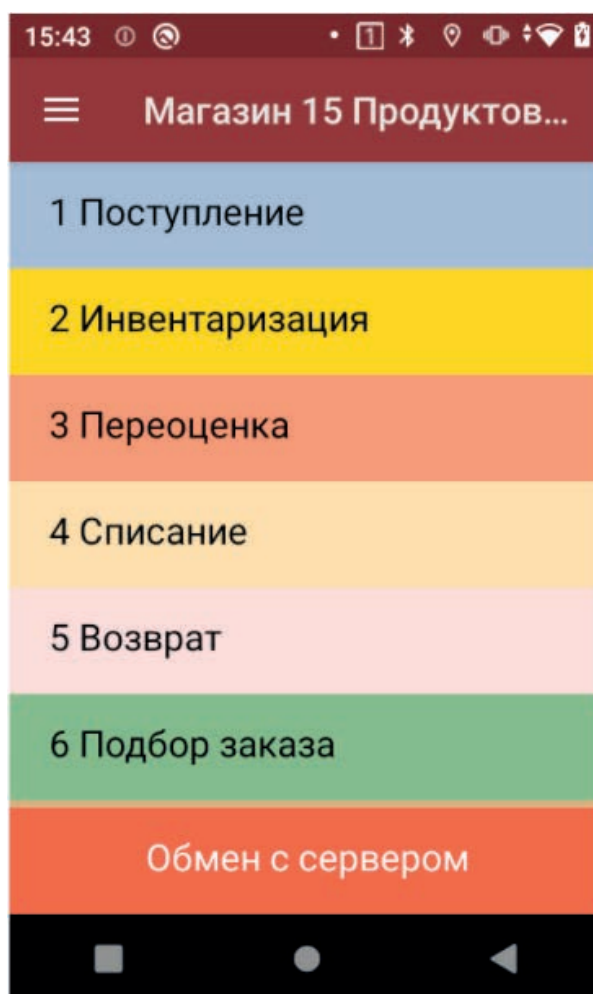 15:43 1
Магазин 15 Продуктов...
1 Поступление
2 Инвентаризация
3 Переоценка
4 Списание
5 Возврат
6 Подбор заказа
Обмен с сервером